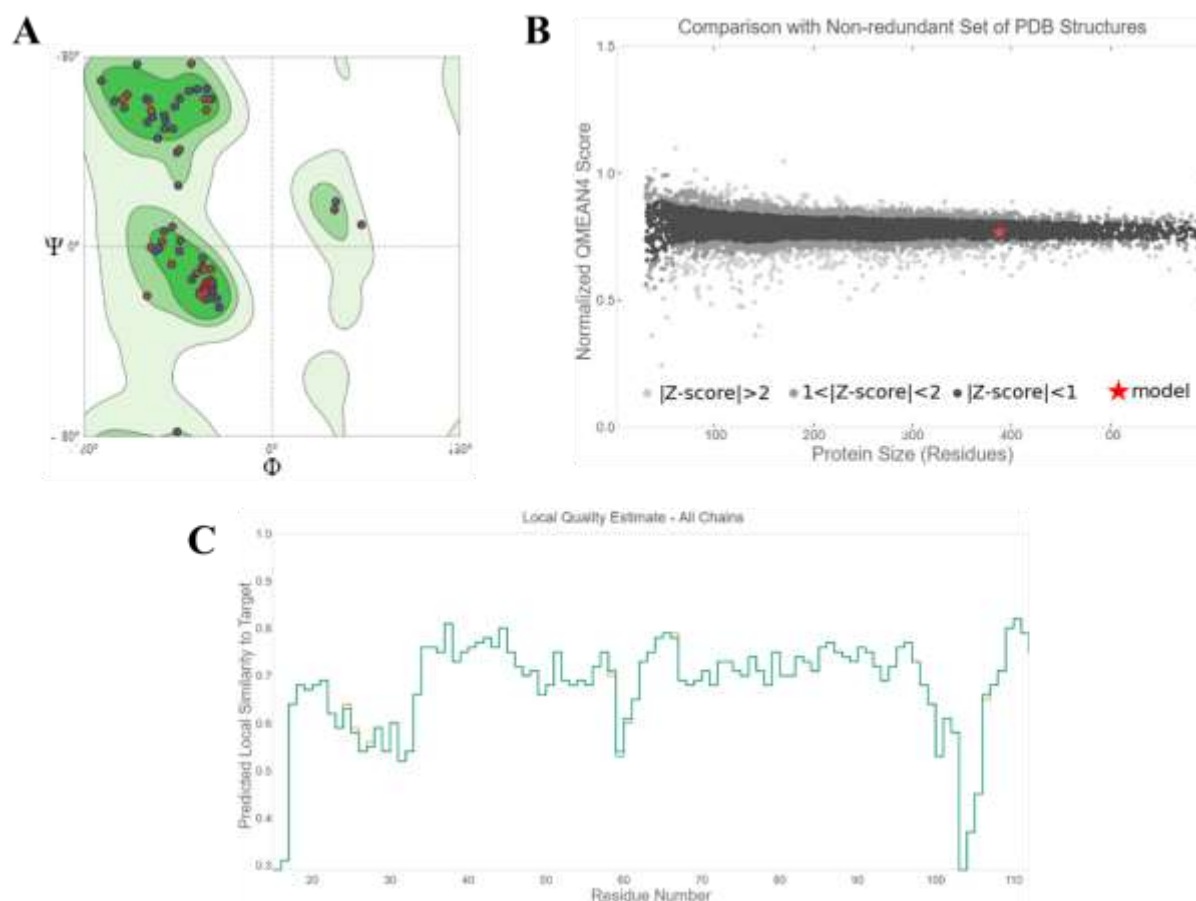 A
Ψ
0°
0°
Φ
B
Comparison with Non-redundant Set of PDB Structures
1.5
1.0
0.5
0.0
Normalized QMEAN4 Score
|Z-score|>2
1<|Z-score|<2
|Z-score|<1
model
100
200
300
400
00
Protein Size (Residues)
C
Local Quality Estimate - All Chains
1.0
0.9
0.8
0.7
0.6
0.5
0.4
0.3
Predicted Local Similarity to Target
20
30
40
50
60
70
80
90
100
110
Residue Number